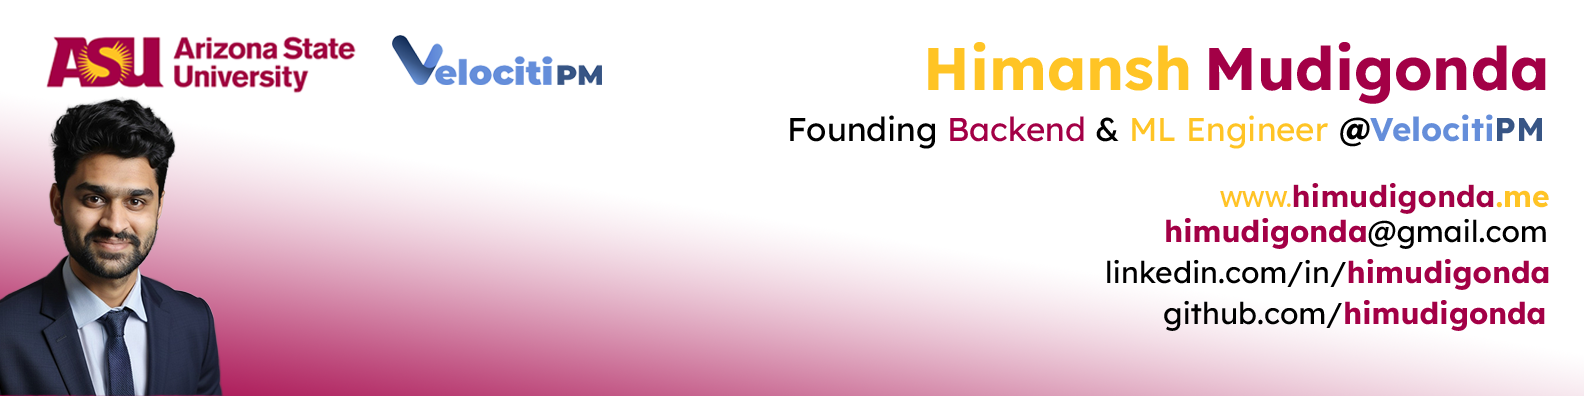 ASU Arizona State
University
VelocitiPM
Himansh Mudigonda
Founding Backend & ML Engineer @VelocitiPM
www.himudigonda.me
himudigonda@gmail.com
linkedin.com/in/himudigonda
github.com/himudigonda